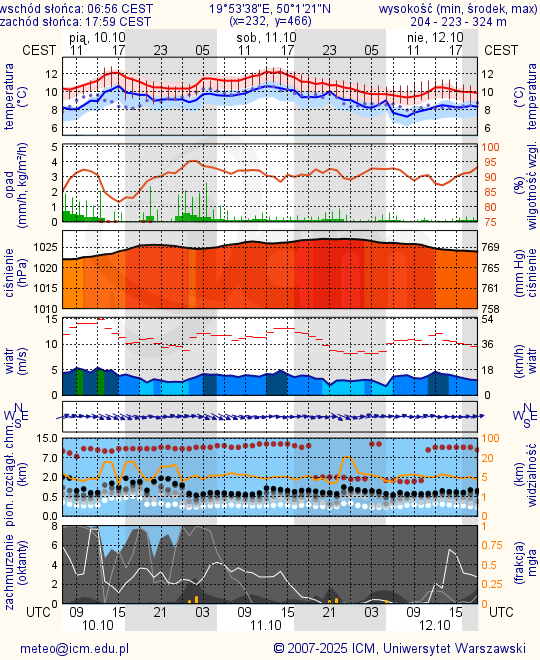 wschód słońca: 06:56 CEST 19°53'38"E, 50°1'21"N wysokość (min, środek, max)
zachód słońca: 17:59 CEST (x=232, y=466) 204 - 223 - 324 m
pią, 10.10 sob, 11.10 nie, 12.10
CEST 11 17 23 05 11 17 23 05 11 17 CEST
temperatura
(°C)
12
10
8
6
12
10
8
6
temperatura
(°C)
opad
(mm/h, kg/m²/h)
5
4
3
2
1
0
100
95
90
85
80
75
(%)
wilgotność wzgl.
ciśnienie
(hPa)
1025
1020
1015
1010
769
765
761
758
(mm Hg)
ciśnienie
wiatr
(m/s)
15
10
5
0
54
36
18
0
(km/h)
wiatr
N
W E
S
N
W E
S
pion. rozciągł. chm.
(km)
15.0
7.0
2.0
0.5
0.0
100
20
5
1
0
(km)
widzialność
zachmurzenie
(oktanty)
8
6
4
2
0
1
0.75
0.5
0.25
0
(frakcja)
mgła
UTC 09 15 21 03 09 15 21 03 09 15 UTC
10.10 11.10 12.10
meteo@icm.edu.pl © 2007-2025 ICM, Uniwersytet Warszawski